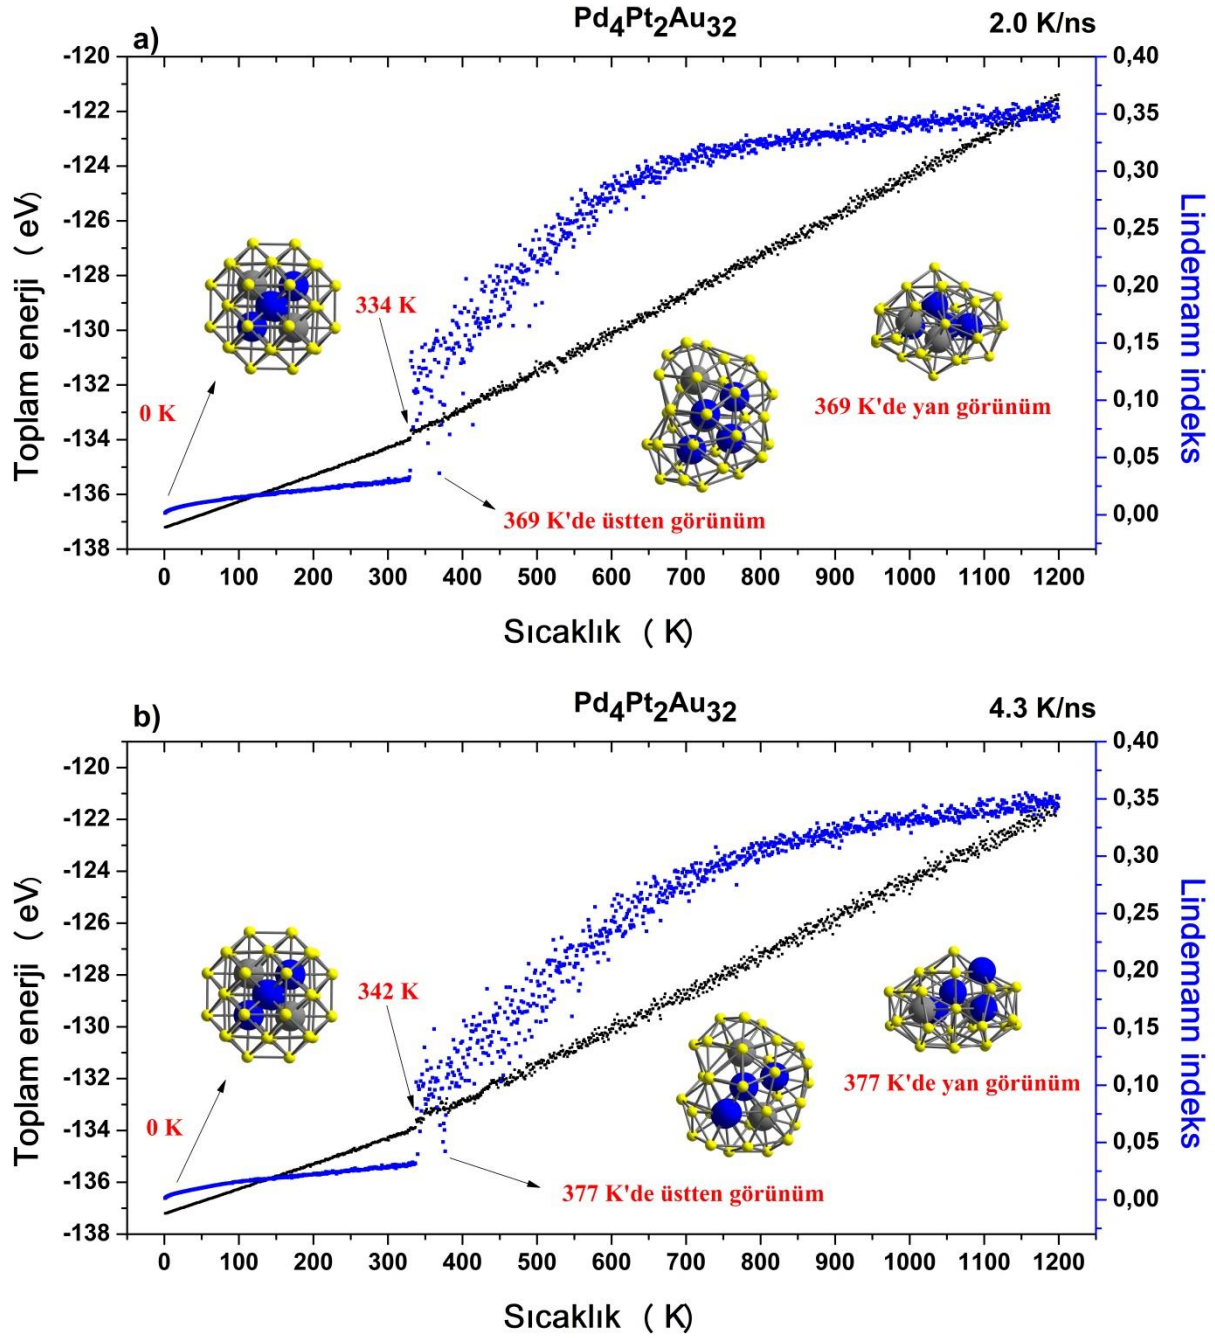 Pd4Pt2Au32
2.0 K/ns
a)
-120
-122
-124
-126
-128
-130
-132
-134
-136
-138
Toplam enerji ( eV)
0,40
0,35
0,30
0,25
0,20
0,15
0,10
0,05
0,00
Lindemann indeks
334 K
0 K
369 K'de yan görünüm
369 K'de üstten görünüm
0 100 200 300 400 500 600 700 800 900 1000 1100 1200
Sıcaklık ( K)
Pd4Pt2Au32
4.3 K/ns
b)
-120
-122
-124
-126
-128
-130
-132
-134
-136
-138
Toplam enerji ( eV)
0,40
0,35
0,30
0,25
0,20
0,15
0,10
0,05
0,00
Lindemann indeks
342 K
0 K
377 K'de yan görünüm
377 K'de üstten görünüm
0 100 200 300 400 500 600 700 800 900 1000 1100 1200
Sıcaklık ( K)